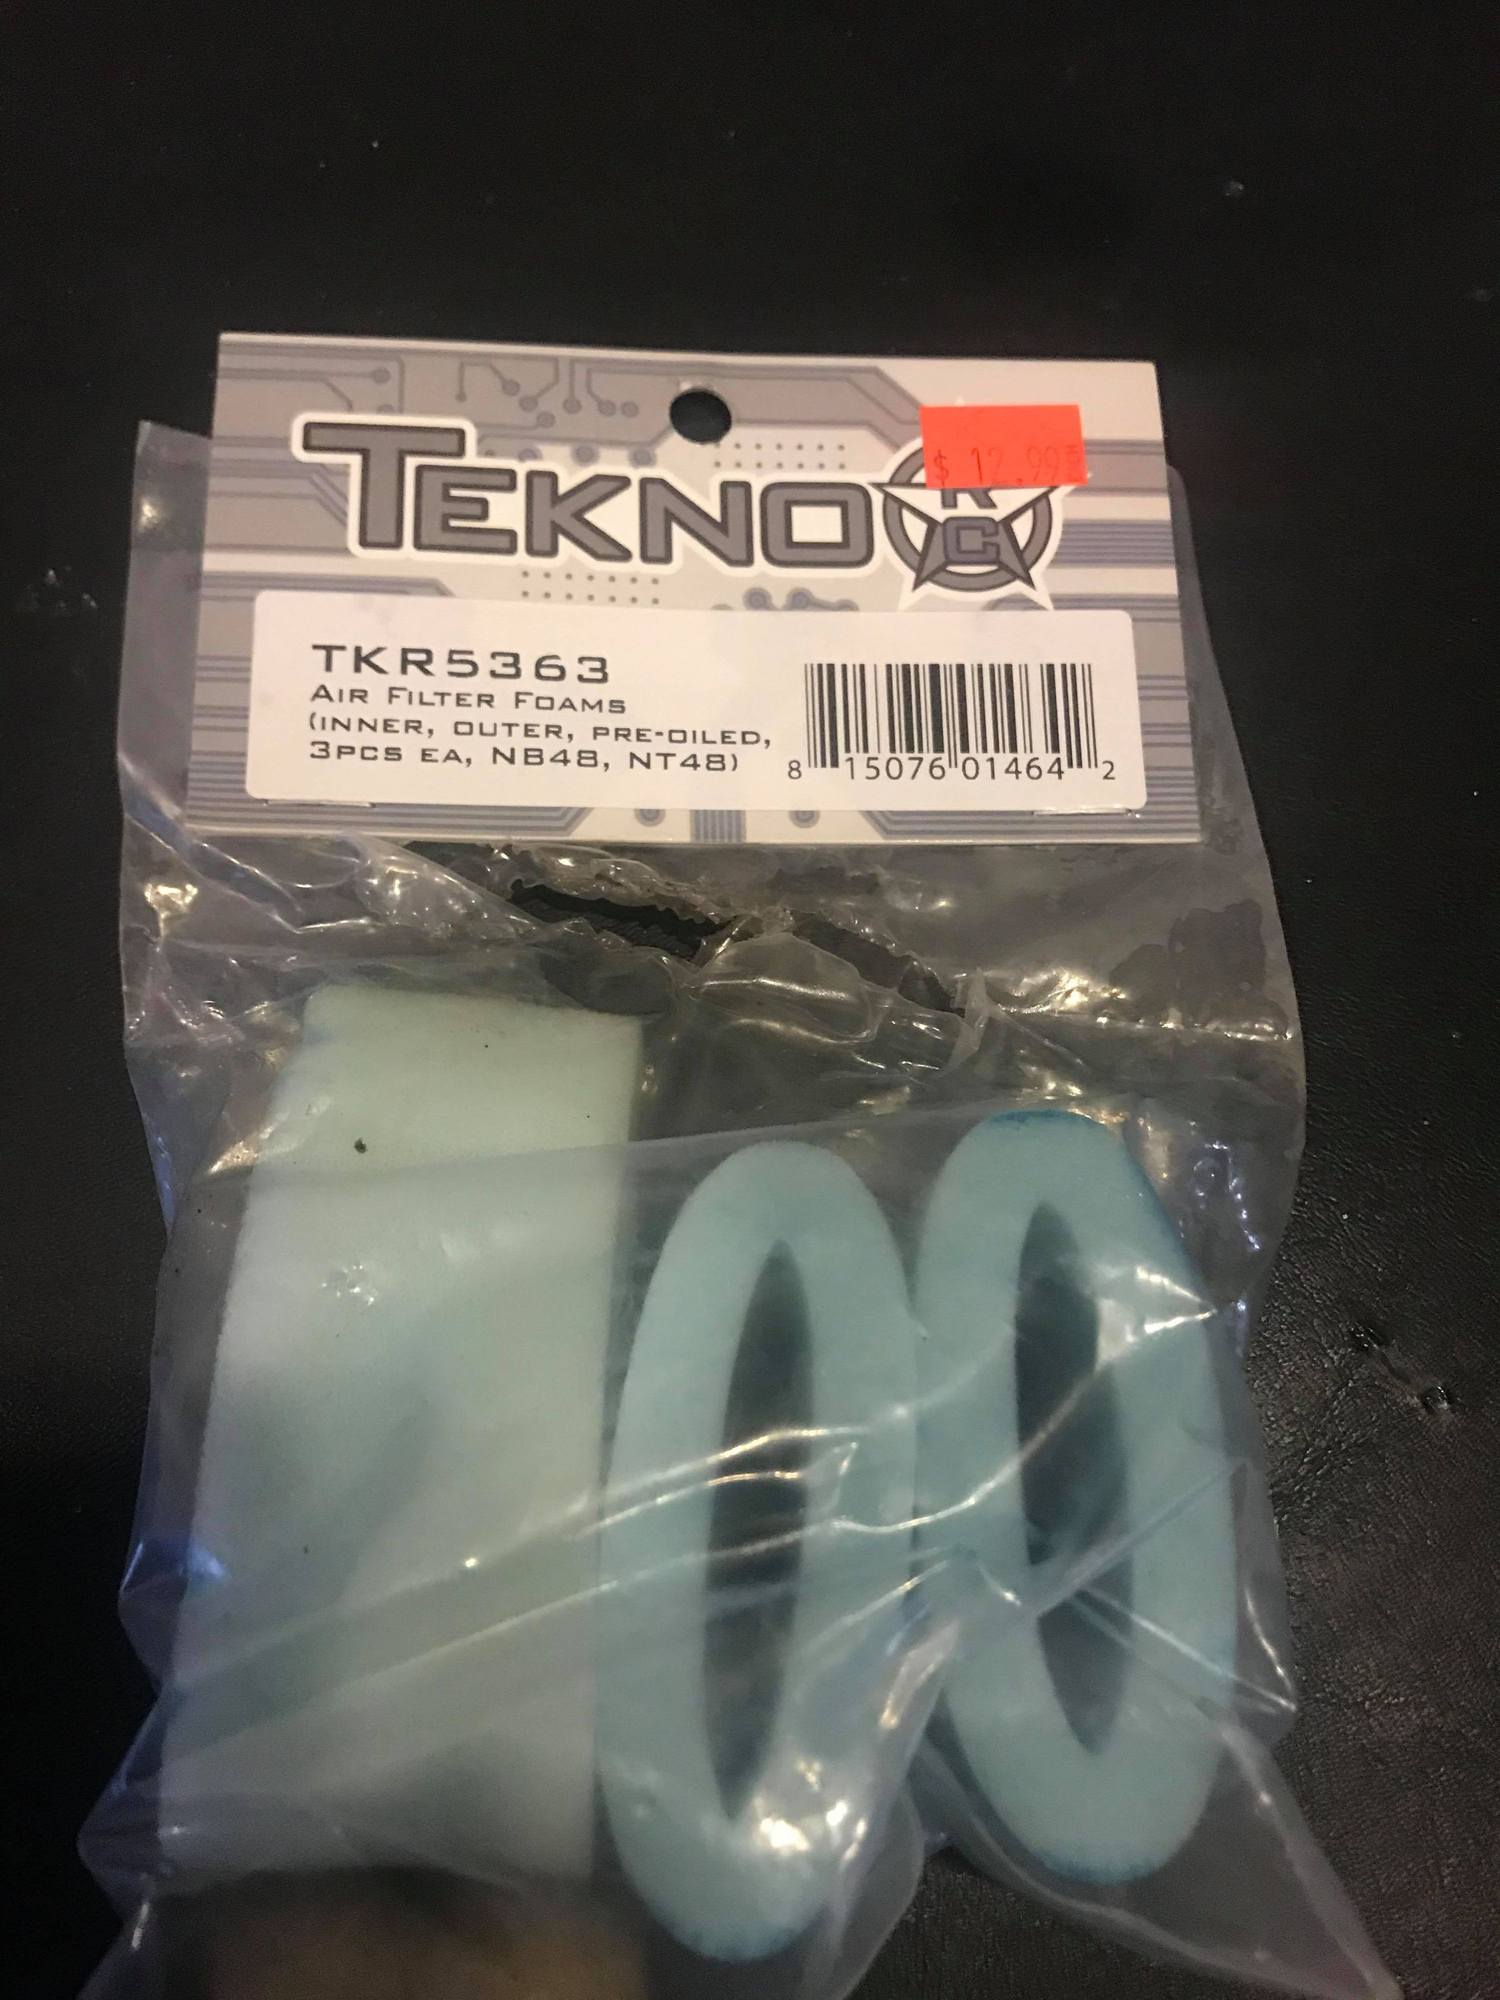 TEKNO RC
$ 12.99
TKR5363
AIR FILTER FOAMS
(INNER, OUTER, PRE-OILED,
3PCS EA, NB48, NT48)
8 15076 01464 2